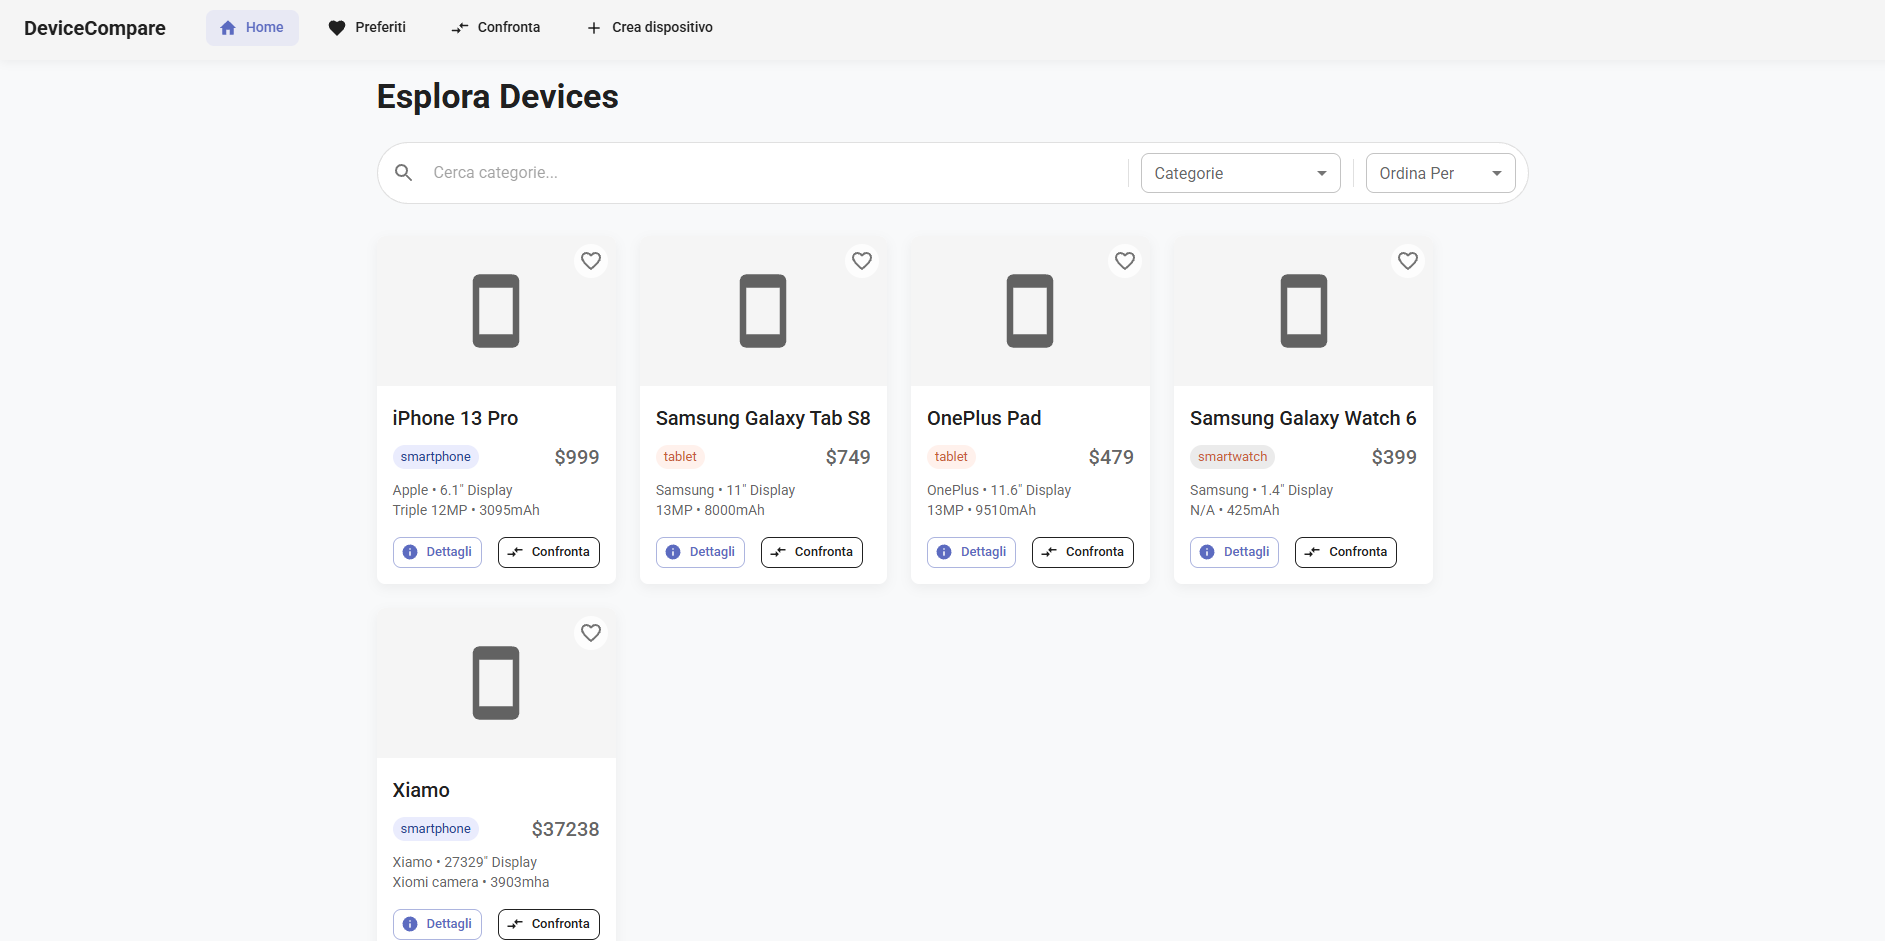 DeviceCompare Home Preferiti Confronta Crea dispositivo
Esplora Devices
Cerca categorie... Categorie Ordina Per
iPhone 13 Pro
smartphone $999
Apple • 6.1" Display
Triple 12MP • 3095mAh
Dettagli Confronta
Samsung Galaxy Tab S8
tablet $749
Samsung • 11" Display
13MP • 8000mAh
Dettagli Confronta
OnePlus Pad
tablet $479
OnePlus • 11.6" Display
13MP • 9510mAh
Dettagli Confronta
Samsung Galaxy Watch 6
smartwatch $399
Samsung • 1.4" Display
N/A • 425mAh
Dettagli Confronta
Xiamo
smartphone $37238
Xiamo • 27329" Display
Xiomi camera • 3903mha
Dettagli Confronta